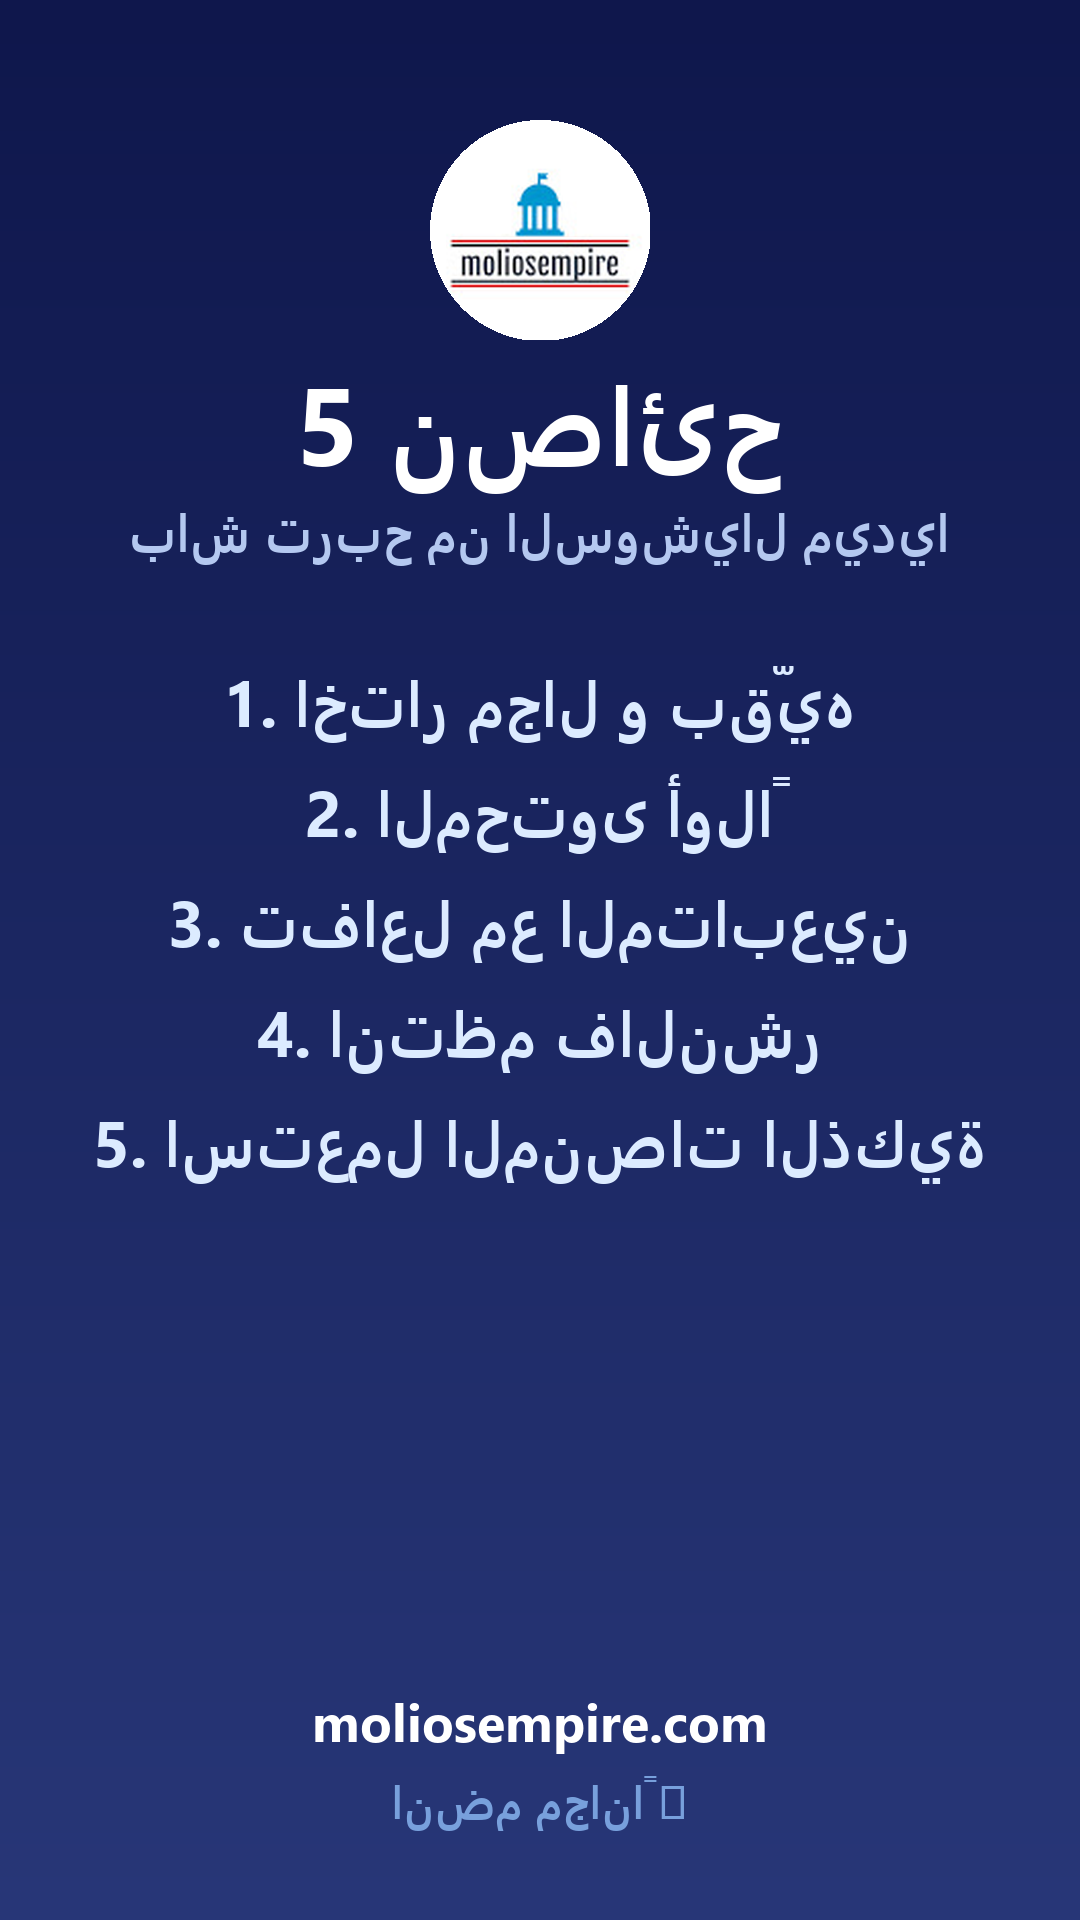 moliosempire
5 نصائح
باش تربح من السوشيال ميديا
1. اختار مجال و بقّيه
2. المحتوى أولاً
3. تفاعل مع المتابعين
4. انتظم فالنشر
5. استعمل المنصات الذكية
moliosempire.com
انضم مجاناً